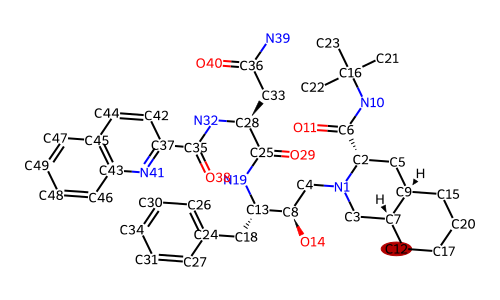 N39
C23
O40 C36
C16 C21
C33
C22
C44 C42 N32 N10
C47 C45 C28 O11 C6
C37 C35
C49 C43 N41 C25 O29 C2 C5
O38 N19 H
C48 C46 C4 N1 C9 C15
C30 C26 H
C13 C8 C3 C7 C20
C34 C24 C18 O14
C31 C27 C12 C17